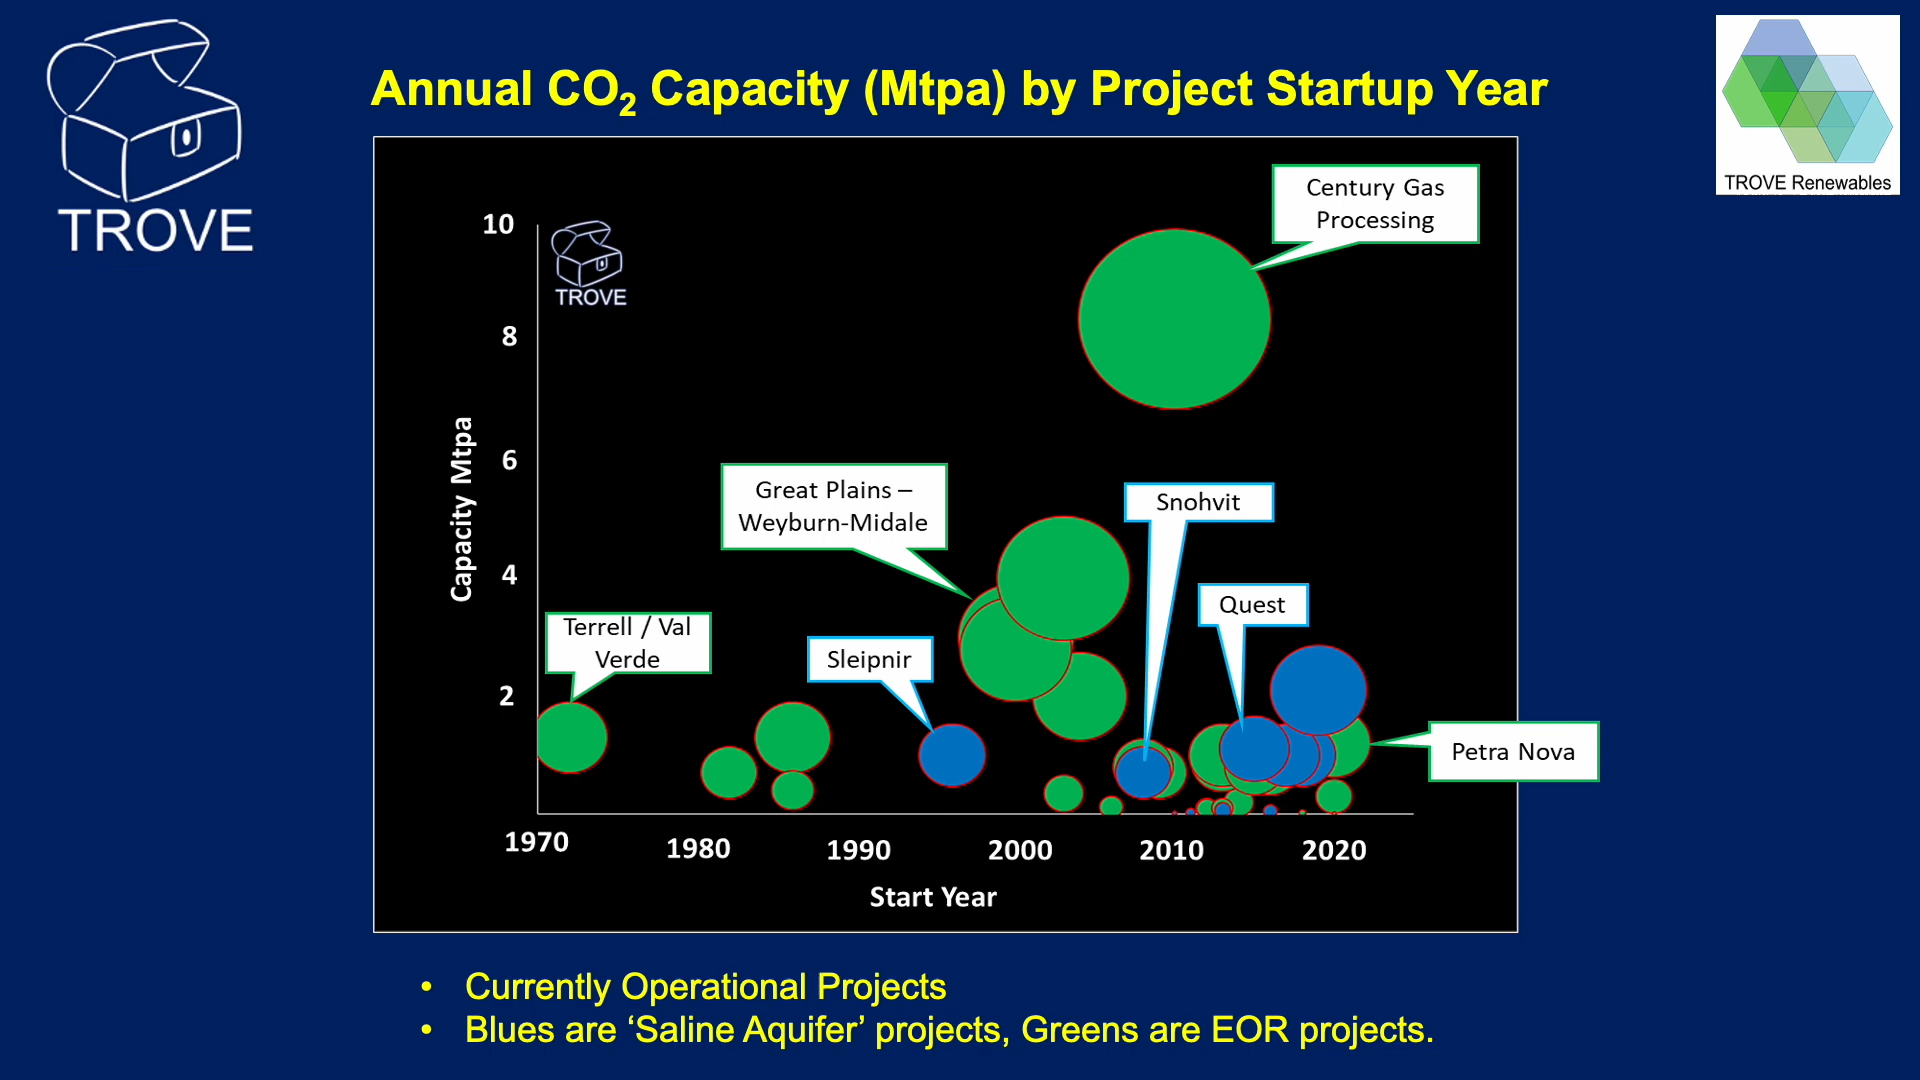 TROVE
Annual CO₂ Capacity (Mtpa) by Project Startup Year
TROVE Renewables
Century Gas
Processing
10
TROVE
8
6
Capacity Mtpa
Great Plains –
Weyburn-Midale
Snohvit
4
Quest
Terrell / Val
Verde
Sleipnir
2
Petra Nova
1970
1980
1990
2000
2010
2020
Start Year
• Currently Operational Projects
• Blues are ‘Saline Aquifer’ projects, Greens are EOR projects.